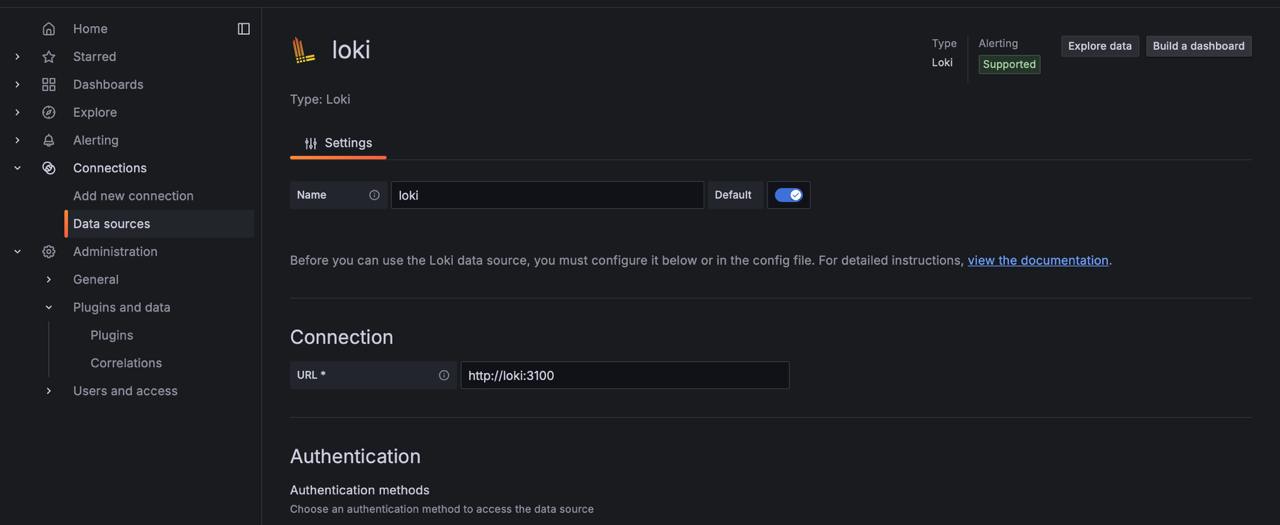 Home
Starred
Dashboards
Explore
Alerting
Connections
Add new connection
Data sources
Administration
General
Plugins and data
Plugins
Correlations
Users and access
loki
Type
Loki
Alerting
Supported
Explore data
Build a dashboard
Type: Loki
Settings
Name
loki
Default
Before you can use the Loki data source, you must configure it below or in the config file. For detailed instructions, view the documentation.
Connection
URL *
http://loki:3100
Authentication
Authentication methods
Choose an authentication method to access the data source